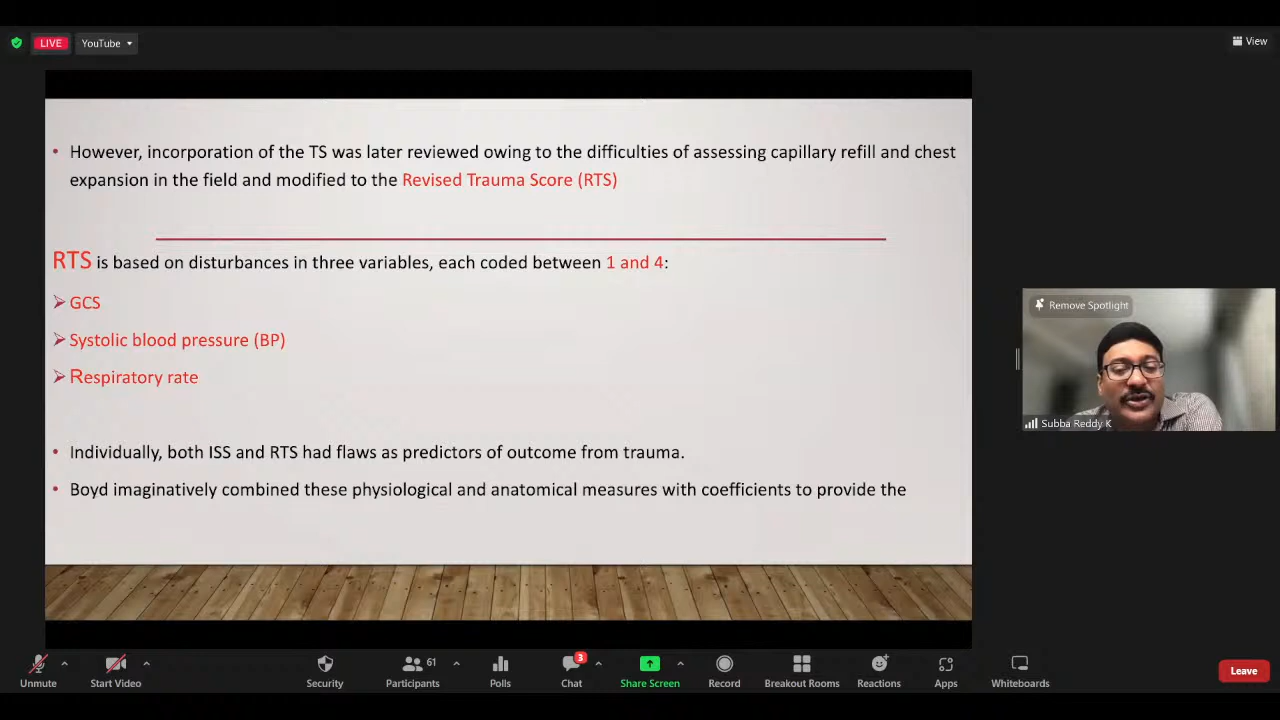 LIVE
YouTube
View
• However, incorporation of the TS was later reviewed owing to the difficulties of assessing capillary refill and chest
expansion in the field and modified to the Revised Trauma Score (RTS)
RTS is based on disturbances in three variables, each coded between 1 and 4:
GCS
Systolic blood pressure (BP)
Respiratory rate
Remove Spotlight
Subba Reddy K
• Individually, both ISS and RTS had flaws as predictors of outcome from trauma.
• Boyd imaginatively combined these physiological and anatomical measures with coefficients to provide the
61
3
Unmute
Start Video
Security
Participants
Polls
Chat
Share Screen
Record
Breakout Rooms
Reactions
Apps
Whiteboards
Leave